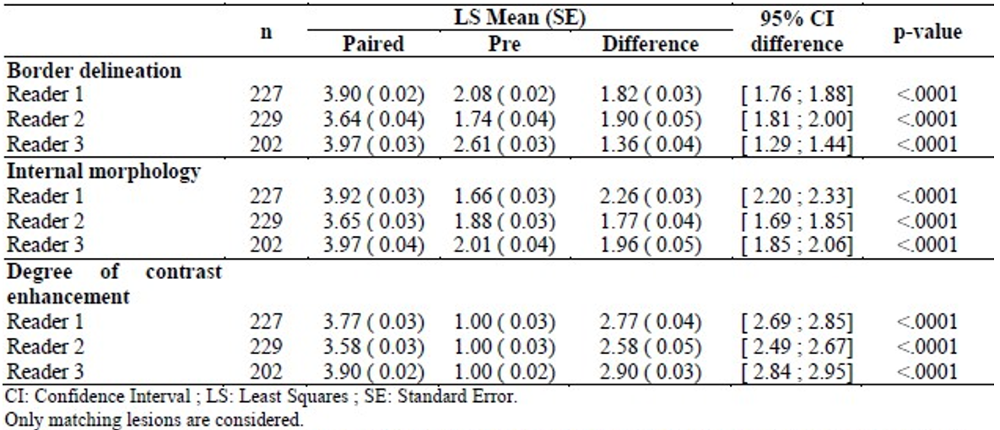 n LS Mean (SE) 95% CI difference p-value
Paired Pre Difference
Border delineation
Reader 1 227 3.90 ( 0.02) 2.08 ( 0.02) 1.82 ( 0.03) [ 1.76 ; 1.88] <.0001
Reader 2 229 3.64 ( 0.04) 1.74 ( 0.04) 1.90 ( 0.05) [ 1.81 ; 2.00] <.0001
Reader 3 202 3.97 ( 0.03) 2.61 ( 0.03) 1.36 ( 0.04) [ 1.29 ; 1.44] <.0001
Internal morphology
Reader 1 227 3.92 ( 0.03) 1.66 ( 0.03) 2.26 ( 0.03) [ 2.20 ; 2.33] <.0001
Reader 2 229 3.65 ( 0.03) 1.88 ( 0.03) 1.77 ( 0.04) [ 1.69 ; 1.85] <.0001
Reader 3 202 3.97 ( 0.04) 2.01 ( 0.04) 1.96 ( 0.05) [ 1.85 ; 2.06] <.0001
Degree of contrast
enhancement
Reader 1 227 3.77 ( 0.03) 1.00 ( 0.03) 2.77 ( 0.04) [ 2.69 ; 2.85] <.0001
Reader 2 229 3.58 ( 0.03) 1.00 ( 0.03) 2.58 ( 0.05) [ 2.49 ; 2.67] <.0001
Reader 3 202 3.90 ( 0.02) 1.00 ( 0.02) 2.90 ( 0.03) [ 2.84 ; 2.95] <.0001
CI: Confidence Interval ; LS: Least Squares ; SE: Standard Error.
Only matching lesions are considered.